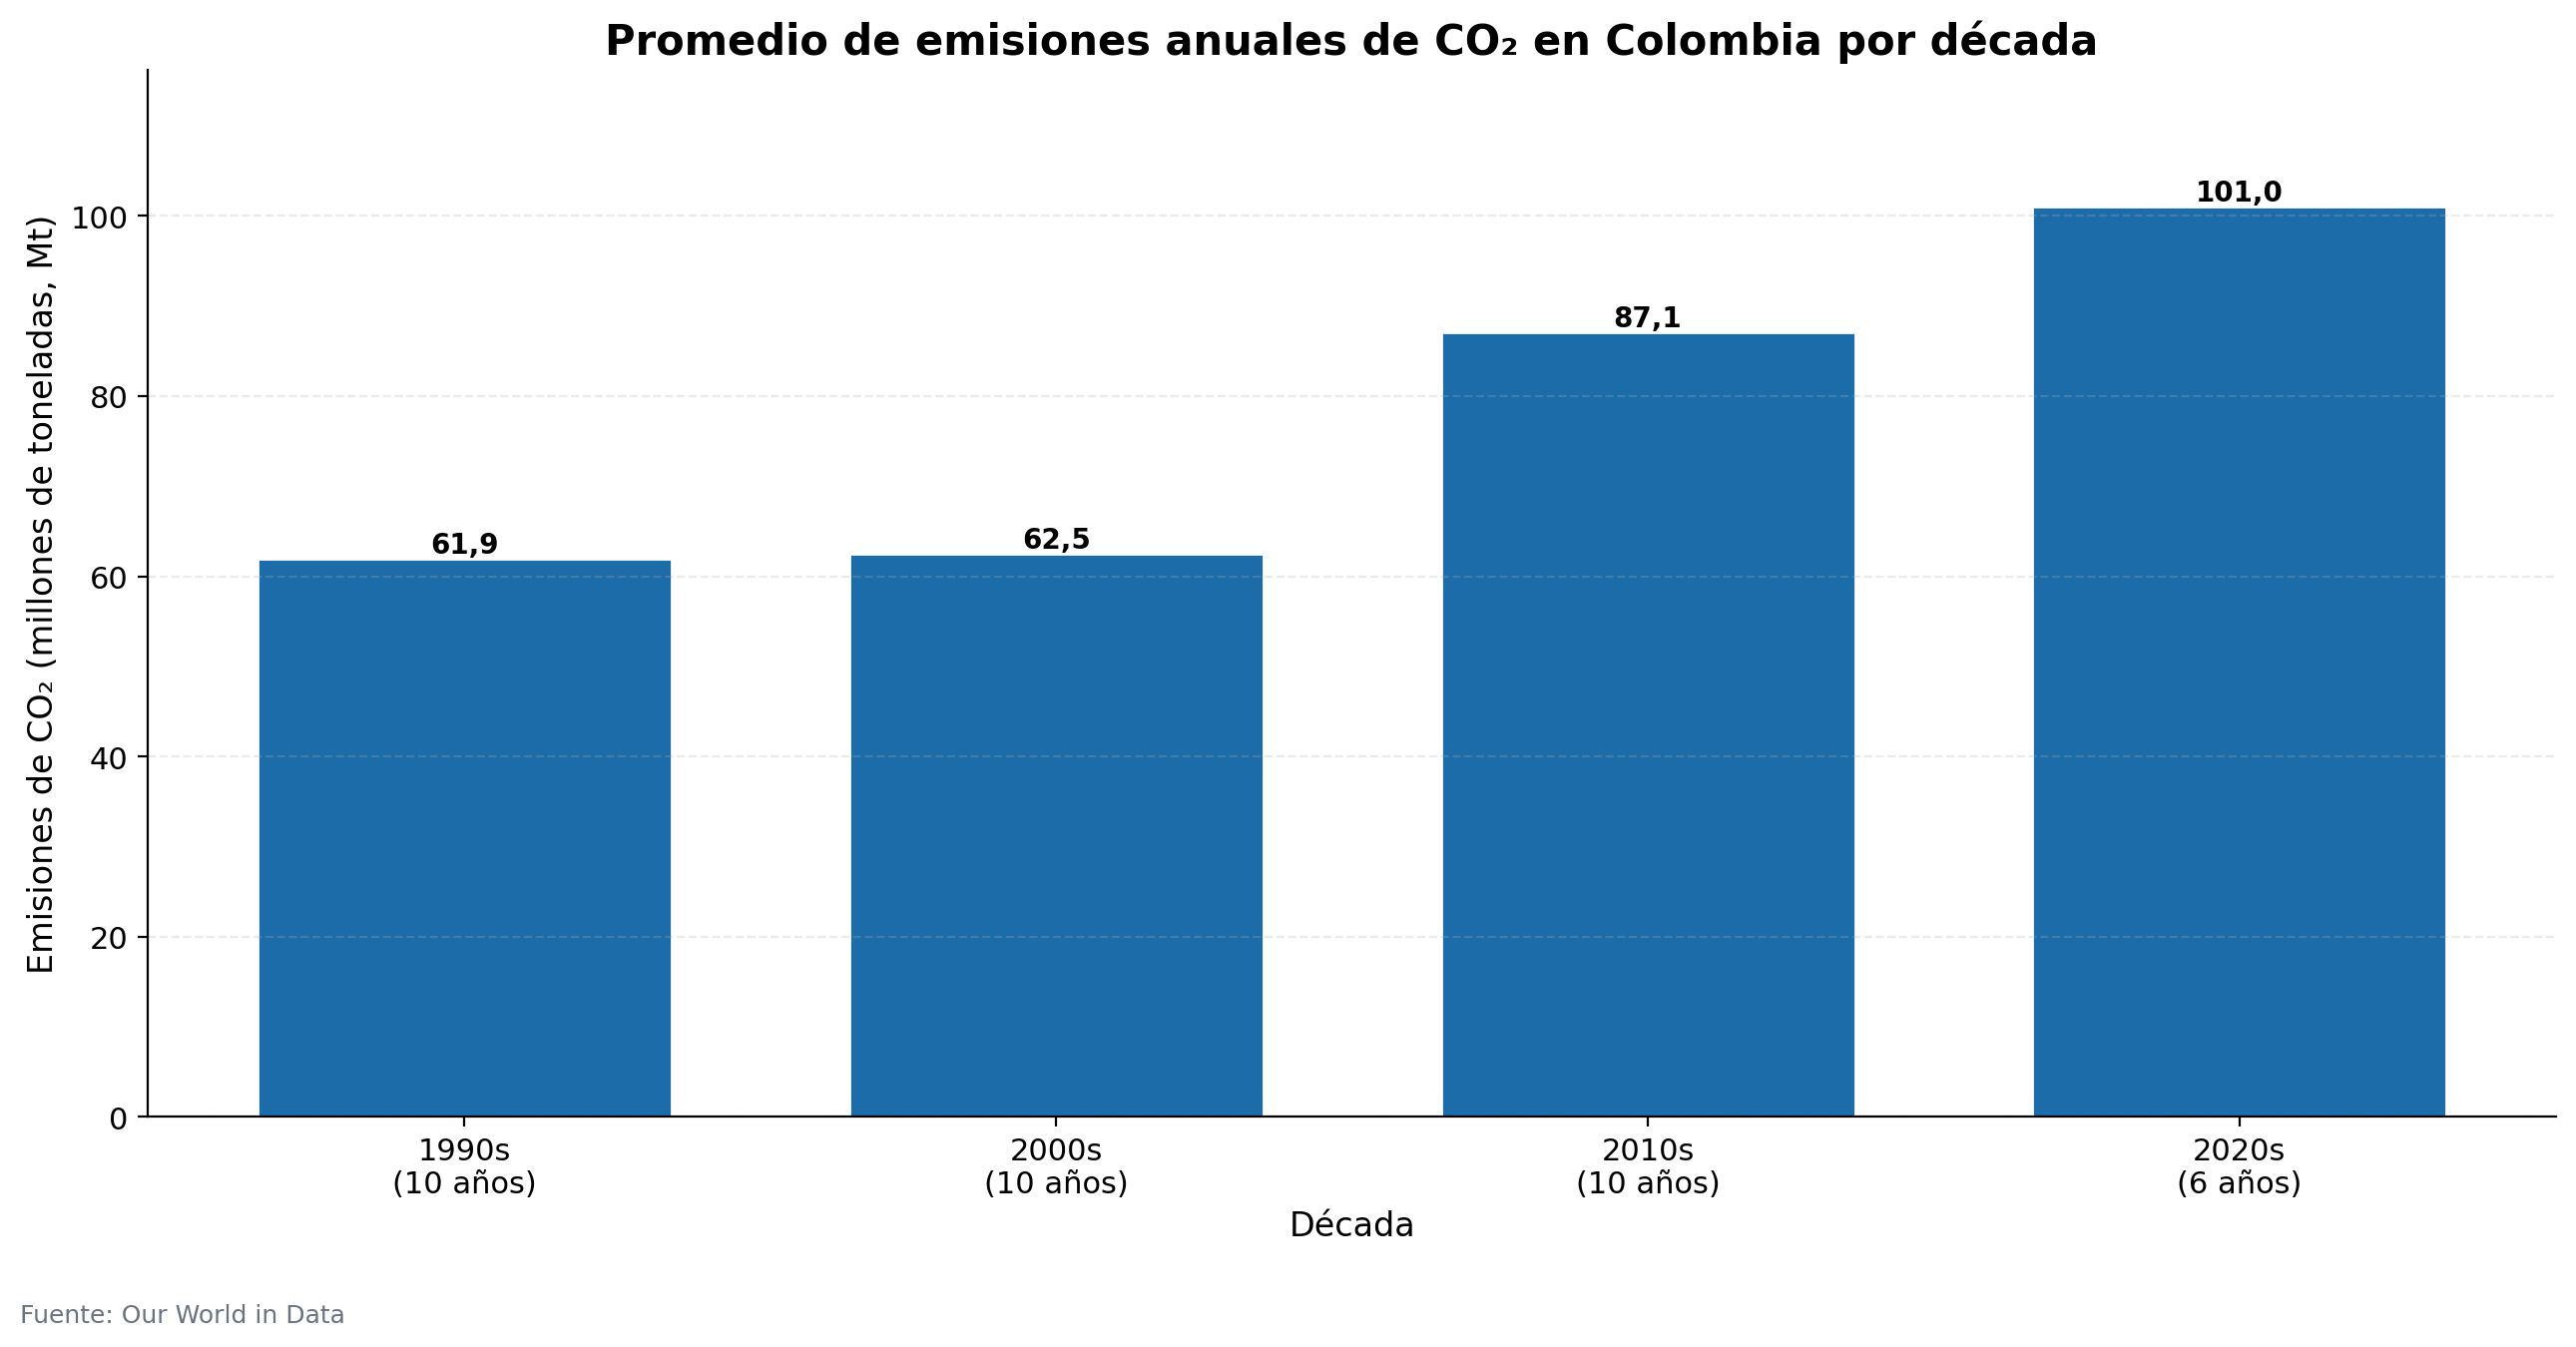 Promedio de emisiones anuales de CO₂ en Colombia por década
Emisiones de CO₂ (millones de toneladas, Mt)
100
80
60
40
20
0
61,9
62,5
87,1
101,0
1990s
(10 años)
2000s
(10 años)
2010s
(10 años)
2020s
(6 años)
Década
Fuente: Our World in Data